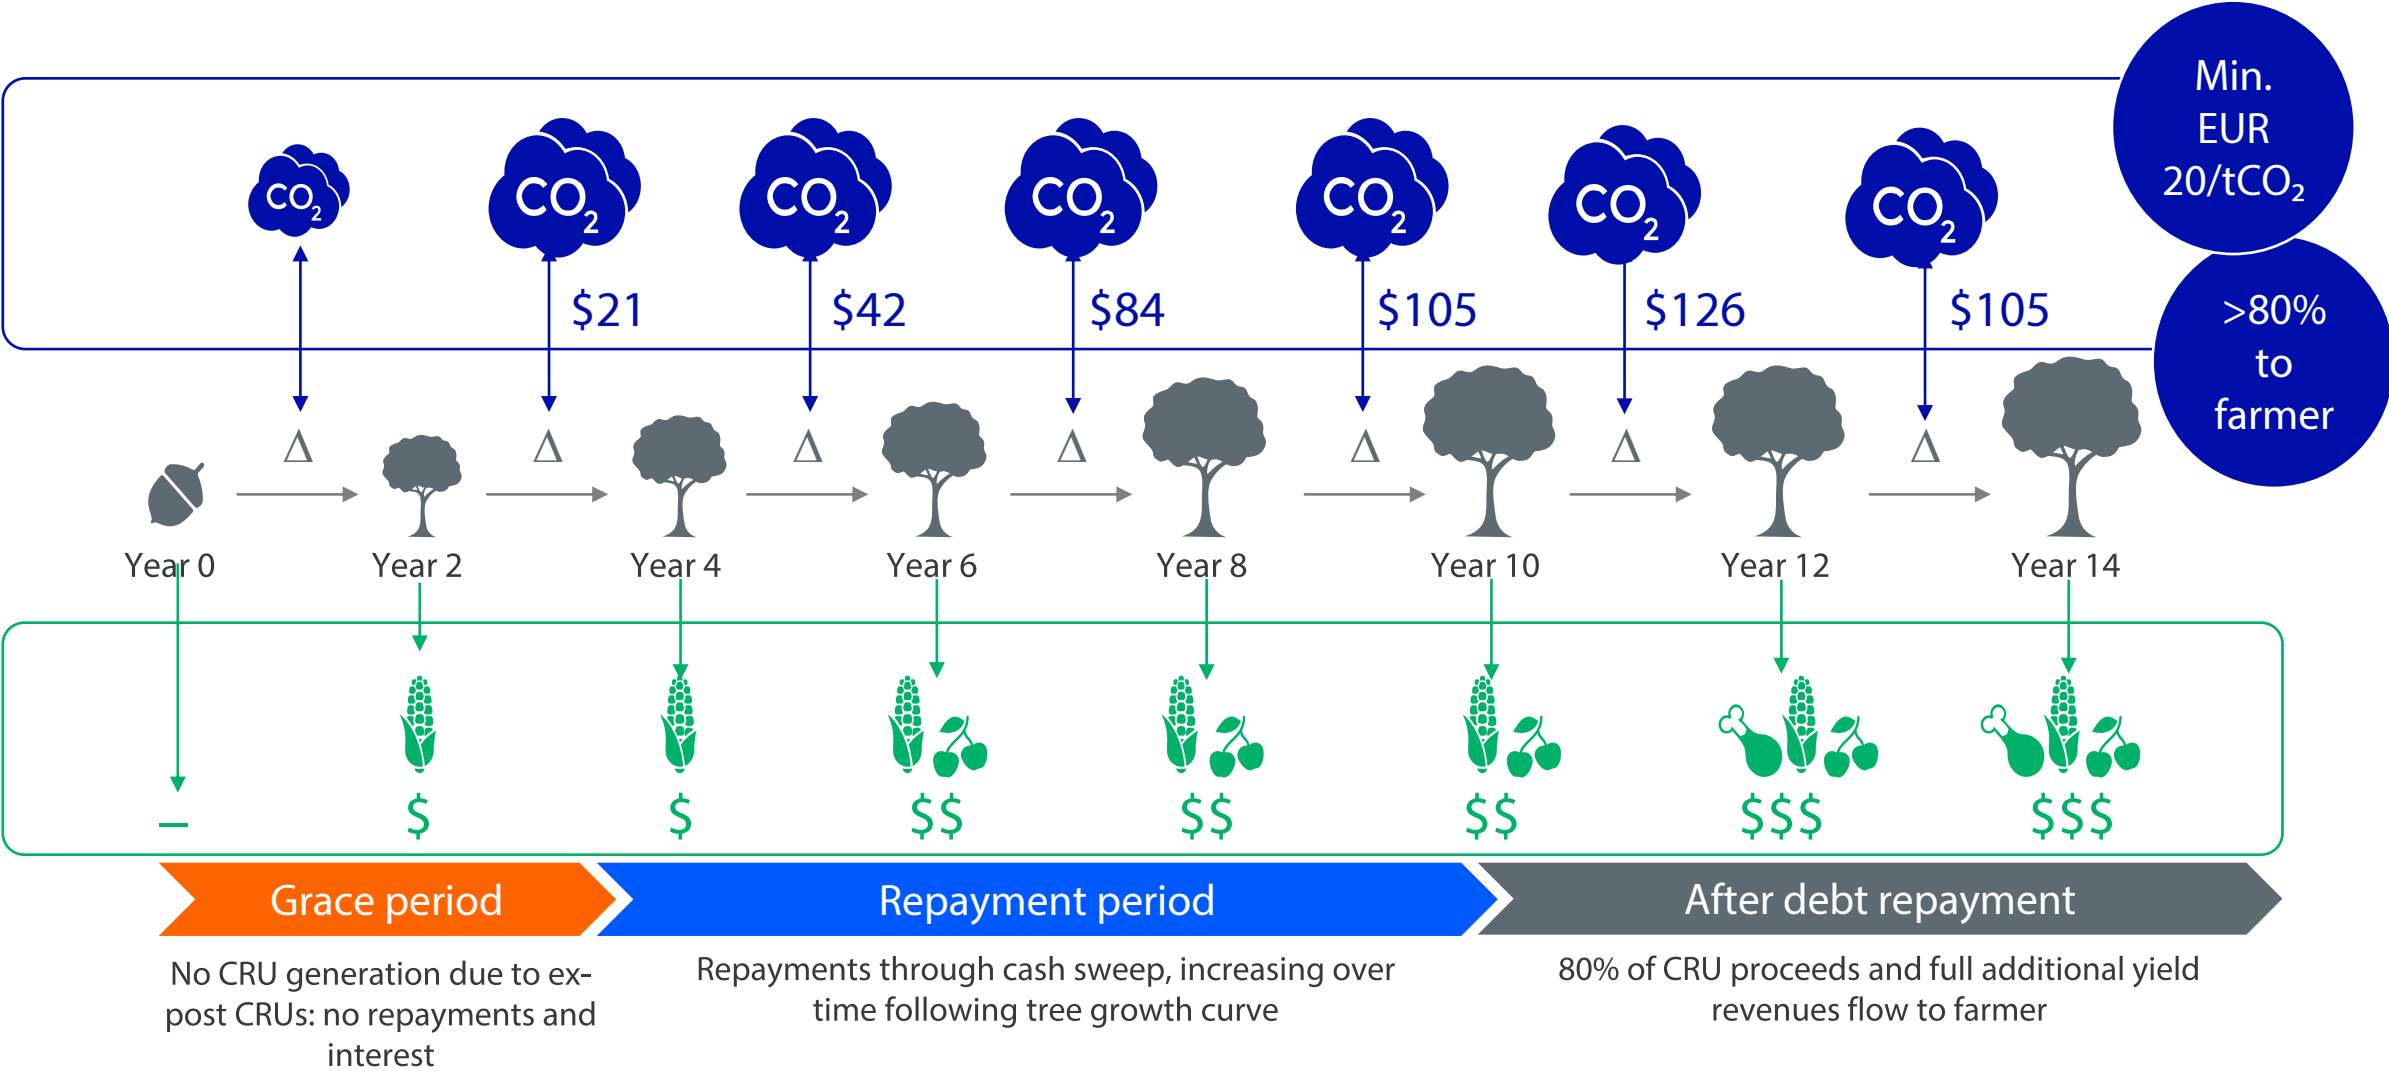 Min.
EUR
20/tCO₂
CO₂ CO₂ CO₂ CO₂ CO₂ CO₂ CO₂
$21 $42 $84 $105 $126 $105
>80%
to
farmer
Δ Δ Δ Δ Δ Δ Δ
Year 0 Year 2 Year 4 Year 6 Year 8 Year 10 Year 12 Year 14
– $ $ $$ $$ $$ $$$ $$$
Grace period
No CRU generation due to ex-
post CRUs: no repayments and
interest
Repayment period
Repayments through cash sweep, increasing over
time following tree growth curve
After debt repayment
80% of CRU proceeds and full additional yield
revenues flow to farmer